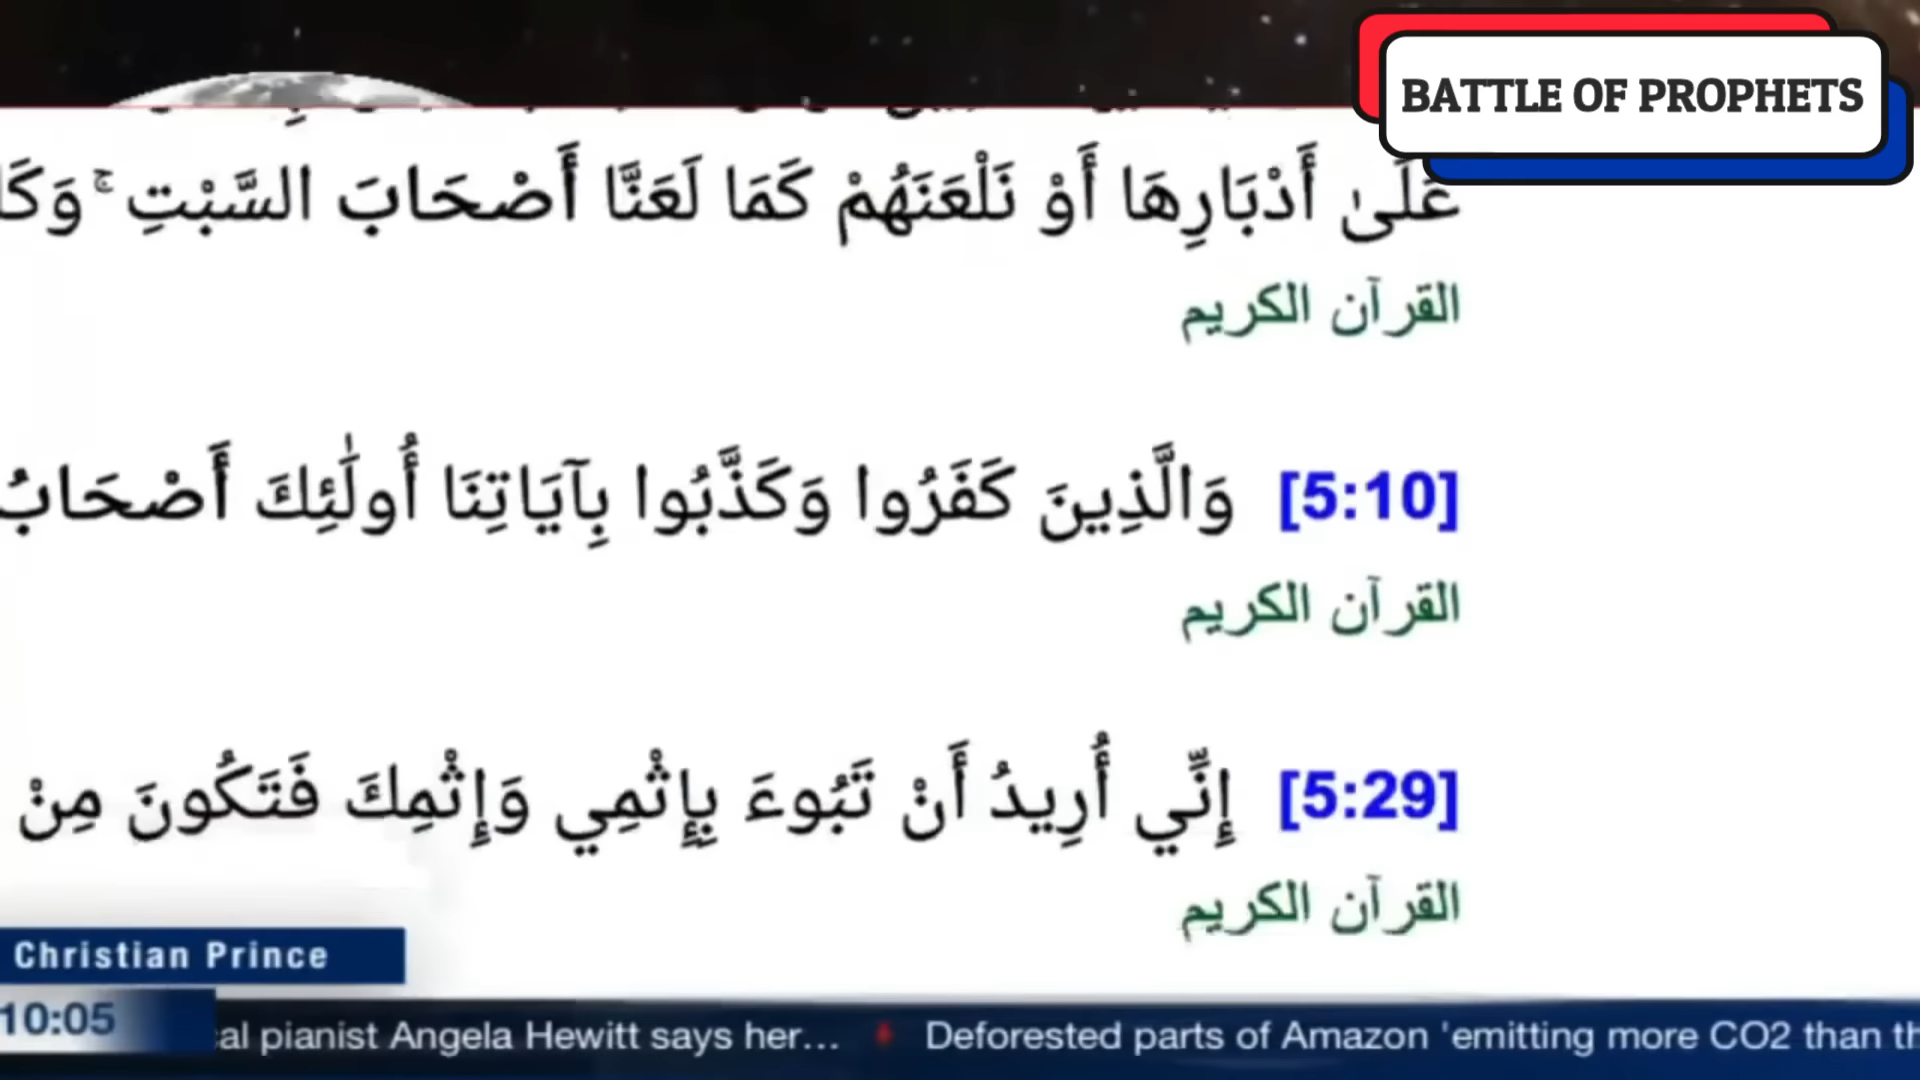 BATTLE OF PROPHETS
عَلَىٰ أَدْبَارِهَا أَوْ نَلْعَنَهُمْ كَمَا لَعَنَّا أَصْحَابَ السَّبْتِ ۚ وَكَا
القرآن الكريم
[5:10] وَالَّذِينَ كَفَرُوا وَكَذَّبُوا بِآيَاتِنَا أُولَٰئِكَ أَصْحَابُ
القرآن الكريم
[5:29] إِنِّي أُرِيدُ أَنْ تَبُوءَ بِإِثْمِي وَإِثْمِكَ فَتَكُونَ مِنْ
القرآن الكريم
Christian Prince
10:05
cal pianist Angela Hewitt says her... Deforested parts of Amazon 'emitting more CO2 than th